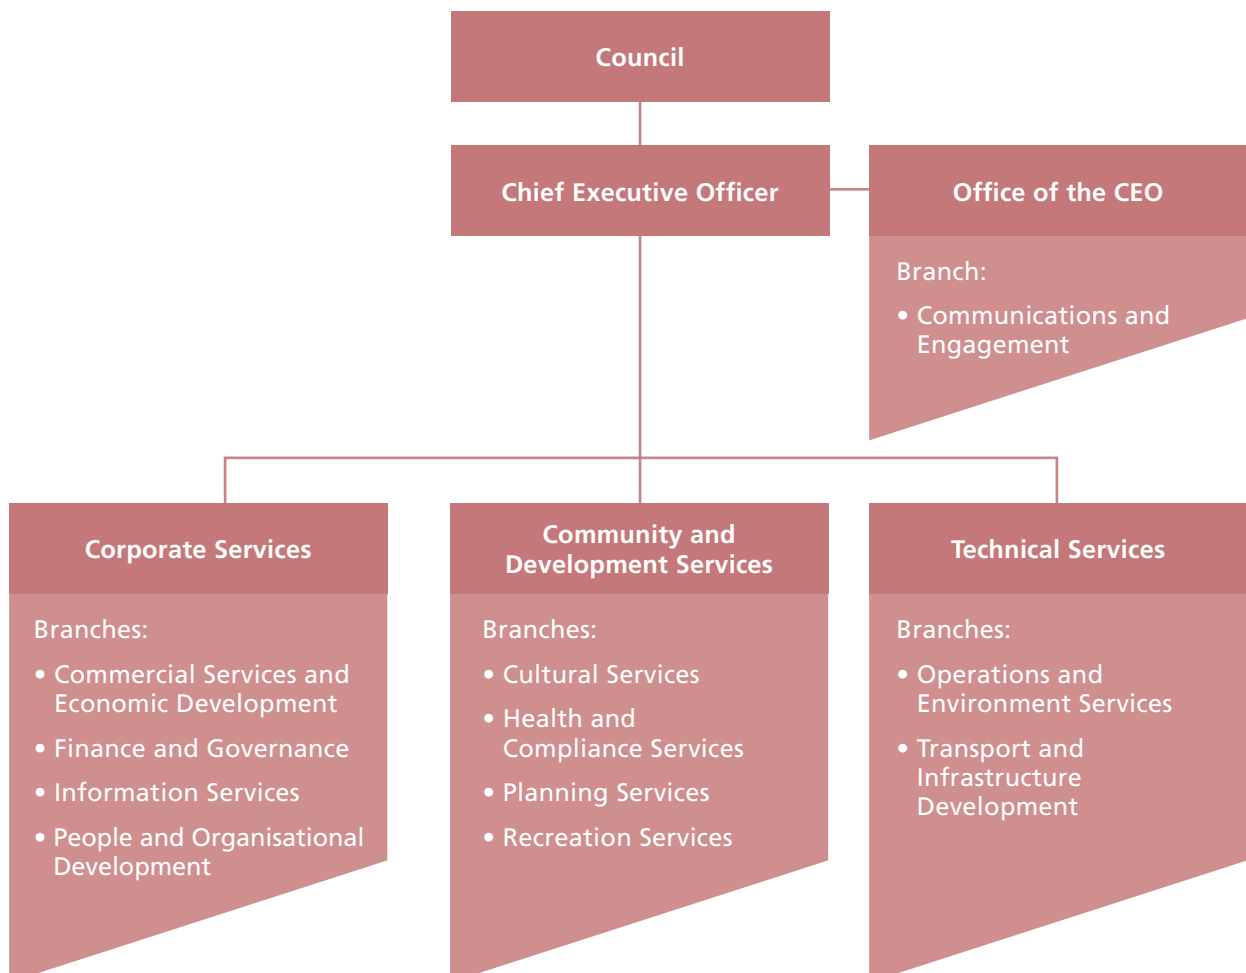 Council
Chief Executive Officer
Office of the CEO
Branch:
• Communications and
Engagement
Corporate Services
Branches:
• Commercial Services and
Economic Development
• Finance and Governance
• Information Services
• People and Organisational
Development
Community and
Development Services
Branches:
• Cultural Services
• Health and
Compliance Services
• Planning Services
• Recreation Services
Technical Services
Branches:
• Operations and
Environment Services
• Transport and
Infrastructure
Development